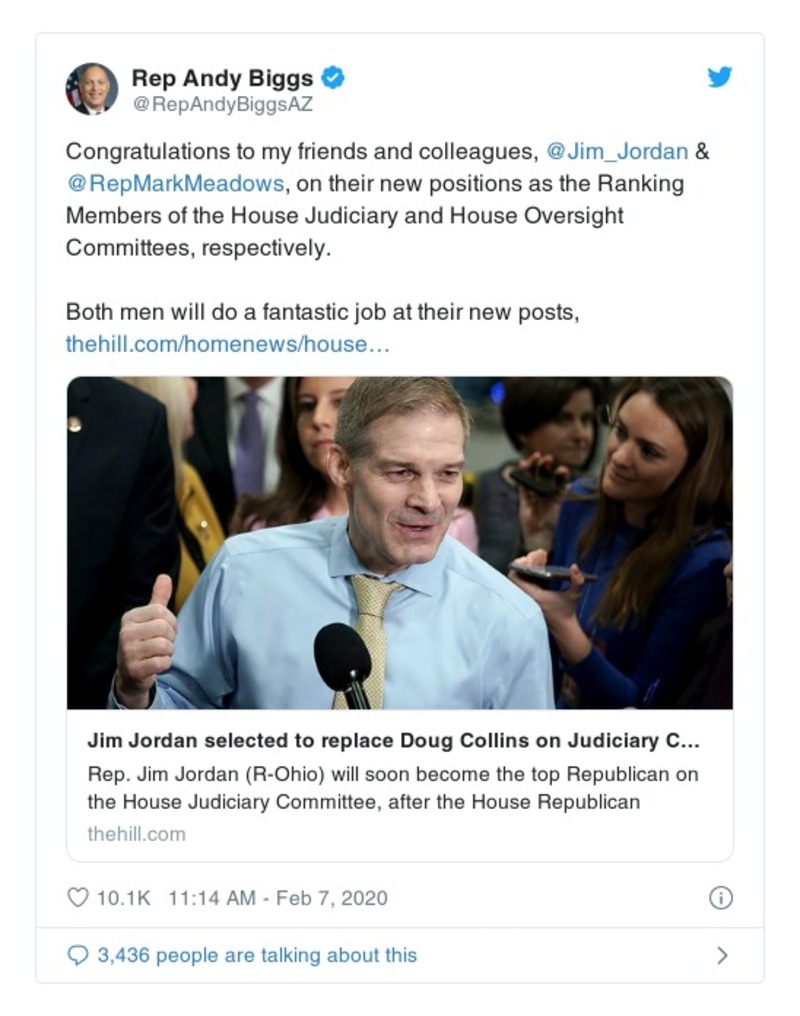 Rep Andy Biggs
@RepAndyBiggsAZ
Congratulations to my friends and colleagues, @Jim_Jordan &
@RepMarkMeadows, on their new positions as the Ranking
Members of the House Judiciary and House Oversight
Committees, respectively.
Both men will do a fantastic job at their new posts,
thehill.com/homenews/house…
Jim Jordan selected to replace Doug Collins on Judiciary C...
Rep. Jim Jordan (R-Ohio) will soon become the top Republican on
the House Judiciary Committee, after the House Republican
thehill.com
10.1K 11:14 AM - Feb 7, 2020
3,436 people are talking about this